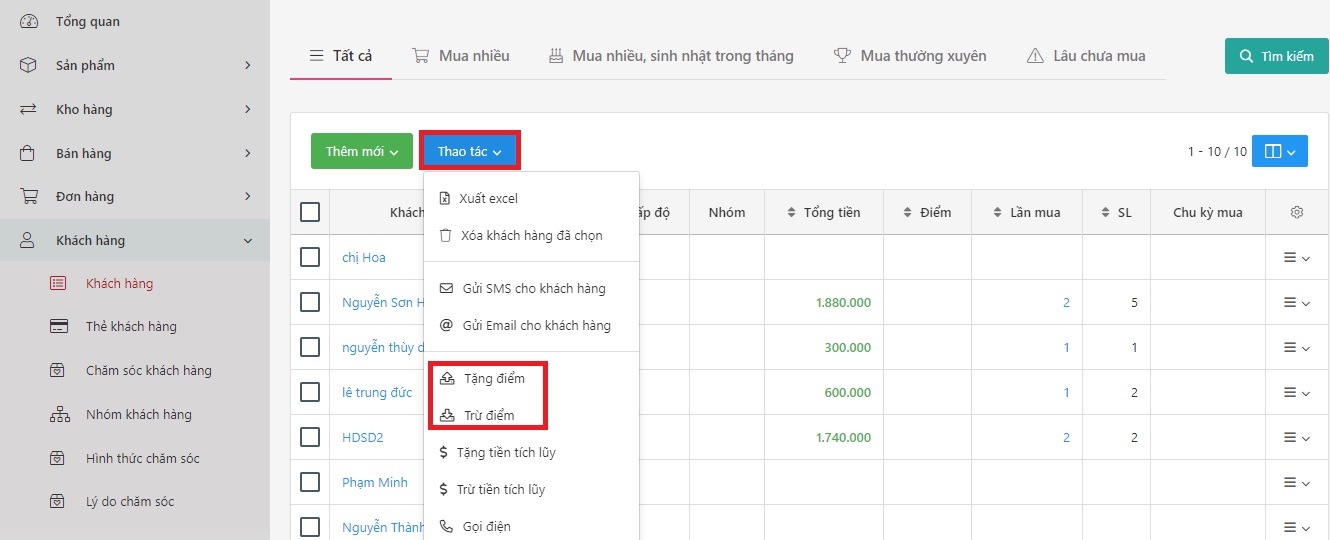 Tổng quan
Sản phẩm
Kho hàng
Bán hàng
Đơn hàng
Khách hàng
Khách hàng
Thẻ khách hàng
Chăm sóc khách hàng
Nhóm khách hàng
Hình thức chăm sóc
Lý do chăm sóc
Tất cả Mua nhiều Mua nhiều, sinh nhật trong tháng Mua thường xuyên Lâu chưa mua Tìm kiếm
Thêm mới Thao tác 1 - 10 / 10
Xuất excel
Xóa khách hàng đã chọn
Gửi SMS cho khách hàng
@ Gửi Email cho khách hàng
Tặng điểm
Trừ điểm
$ Tặng tiền tích lũy
$ Trừ tiền tích lũy
Gọi điện
Khách độ Nhóm Tổng tiền Điểm Lần mua SL Chu kỳ mua
chị Hoa
Nguyễn Sơn H 1.880.000 2 5
nguyễn thùy d 300.000 1 1
lê trung đức 600.000 1 2
HDSD2 1.740.000 2 2
Phạm Minh
Nguyễn Thành